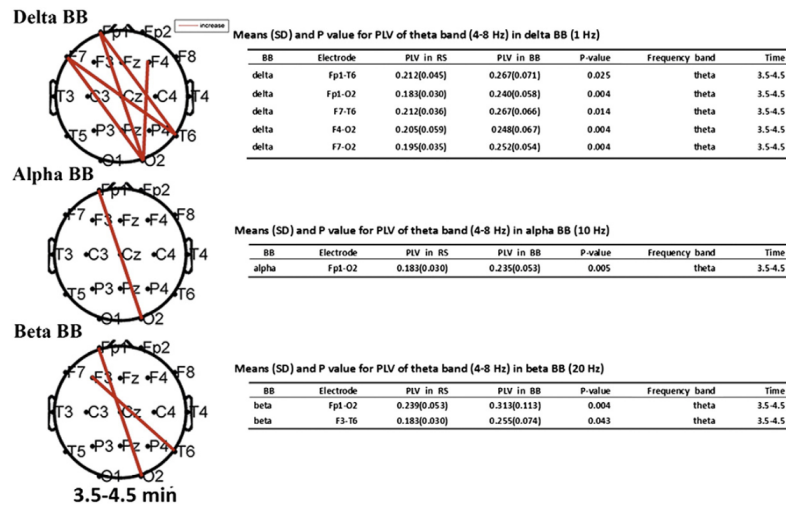 Delta BB
increase
Fp1 Fp2
F7 F3 Fz F4 F8
T3 C3 Cz C4 T4
T5 P3 Pz P4 T6
O1 O2
Means (SD) and P value for PLV of theta band (4-8 Hz) in delta BB (1 Hz)
BB Electrode PLV in RS PLV in BB P-value Frequency band Time
delta Fp1-T6 0.212(0.045) 0.267(0.071) 0.025 theta 3.5-4.5
delta Fp1-O2 0.183(0.030) 0.240(0.058) 0.004 theta 3.5-4.5
delta F7-T6 0.212(0.036) 0.267(0.066) 0.014 theta 3.5-4.5
delta F4-O2 0.205(0.059) 0248(0.067) 0.004 theta 3.5-4.5
delta F7-O2 0.195(0.035) 0.252(0.054) 0.004 theta 3.5-4.5
Alpha BB
Fp1 Fp2
F7 F3 Fz F4 F8
T3 C3 Cz C4 T4
T5 P3 Pz P4 T6
O1 O2
Means (SD) and P value for PLV of theta band (4-8 Hz) in alpha BB (10 Hz)
BB Electrode PLV in RS PLV in BB P-value Frequency band Time
alpha Fp1-O2 0.183(0.030) 0.235(0.053) 0.005 theta 3.5-4.5
Beta BB
Fp1 Fp2
F7 F3 Fz F4 F8
T3 C3 Cz C4 T4
T5 P3 Pz P4 T6
O1 O2
Means (SD) and P value for PLV of theta band (4-8 Hz) in beta BB (20 Hz)
BB Electrode PLV in RS PLV in BB P-value Frequency band Time
beta Fp1-O2 0.239(0.053) 0.313(0.113) 0.004 theta 3.5-4.5
beta F3-T6 0.183(0.030) 0.255(0.074) 0.043 theta 3.5-4.5
3.5-4.5 min